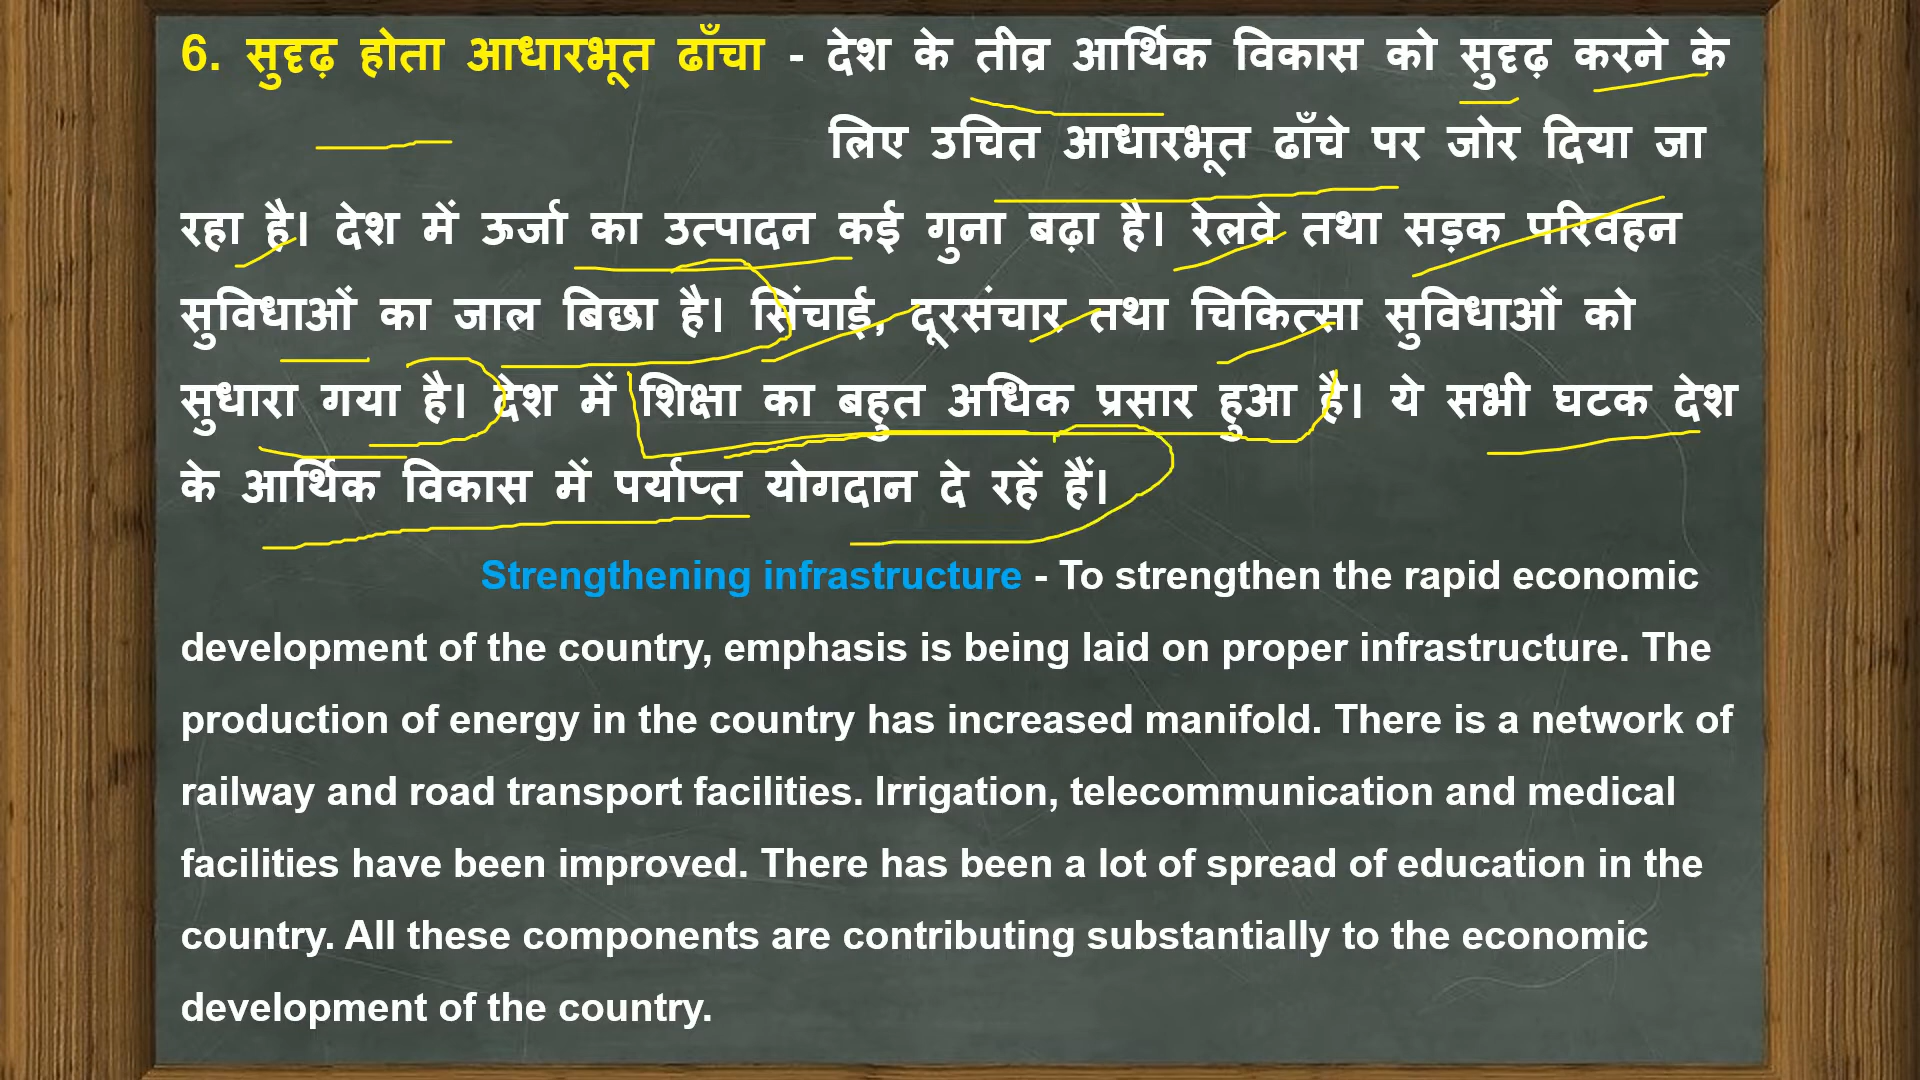 6. सुदृढ़ होता आधारभूत ढाँचा - देश के तीव्र आर्थिक विकास को सुदृढ़ करने के
लिए उचित आधारभूत ढाँचे पर जोर दिया जा
रहा है। देश में ऊर्जा का उत्पादन कई गुना बढ़ा है। रेलवे तथा सड़क परिवहन
सुविधाओं का जाल बिछा है। सिंचाई, दूरसंचार तथा चिकित्सा सुविधाओं को
सुधारा गया है। देश में शिक्षा का बहुत अधिक प्रसार हुआ है। ये सभी घटक देश
के आर्थिक विकास में पर्याप्त योगदान दे रहें हैं।
Strengthening infrastructure - To strengthen the rapid economic
development of the country, emphasis is being laid on proper infrastructure. The
production of energy in the country has increased manifold. There is a network of
railway and road transport facilities. Irrigation, telecommunication and medical
facilities have been improved. There has been a lot of spread of education in the
country. All these components are contributing substantially to the economic
development of the country.